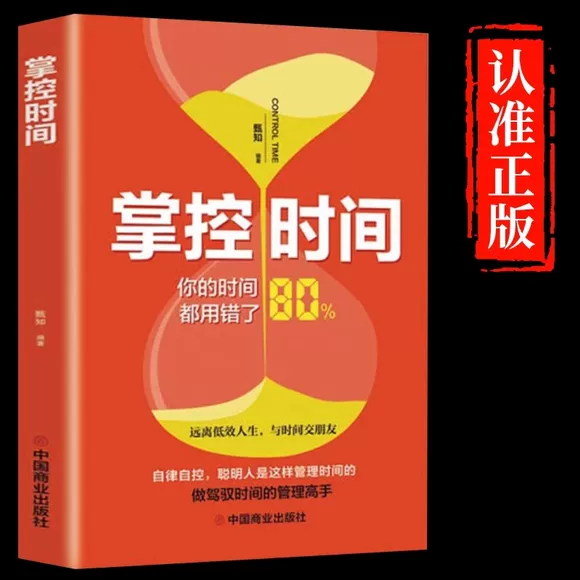 掌控时间
甄知 编著
中国商业出版社
CONTROL TIME
甄知 编著
掌控时间
你的时间
都用错了
80%
远离低效人生,与时间交朋友
自律自控,聪明人是这样管理时间的
做驾驭时间的管理高手
中国商业出版社
认准正版